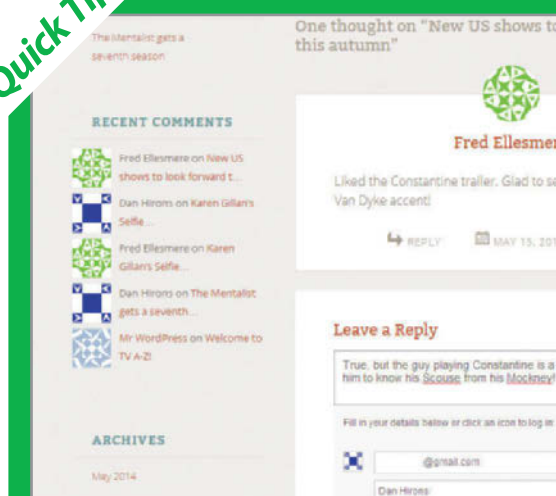 Quick Tip
The Mentalist gets a
seventh season
RECENT COMMENTS
Fred Ellesmere on New US
shows to look forward t...
Dan Hirons on Karen Gillan's
Selfie...
Fred Ellesmere on Karen
Gillan's Selfie...
Dan Hirons on The Mentalist
gets a seventh...
Mr WordPress on Welcome to
TV A-Z!
ARCHIVES
May 2014
One thought on "New US shows to
this autumn"
Fred Ellesmer
Liked the Constantine trailer. Glad to se
Van Dyke accent!
REPLY
MAY 15, 201
Leave a Reply
True, but the guy playing Constantine is a
him to know his Scouse from his Mockney!
Fill in your details below or click an icon to log in
@gmail.com
Dan Hirons